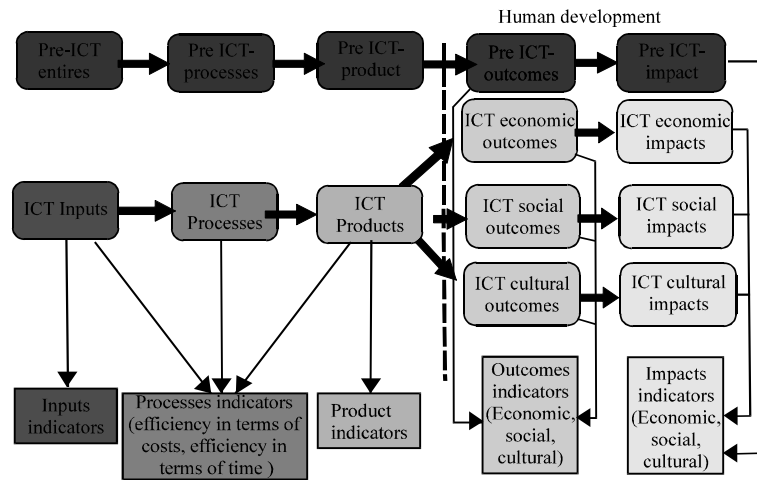 Human development
Pre-ICT
entires
Pre ICT-
processes
Pre ICT-
product
Pre ICT-
outcomes
Pre ICT-
impact
ICT economic
outcomes
ICT economic
impacts
ICT Inputs
ICT
Processes
ICT
Products
ICT social
outcomes
ICT social
impacts
ICT cultural
outcomes
ICT cultural
impacts
Inputs
indicators
Processes indicators
(efficiency in terms of
costs, efficiency in
terms of time )
Product
indicators
Outcomes
indicators
(Economic,
social,
cultural)
Impacts
indicators
(Economic,
social,
cultural)